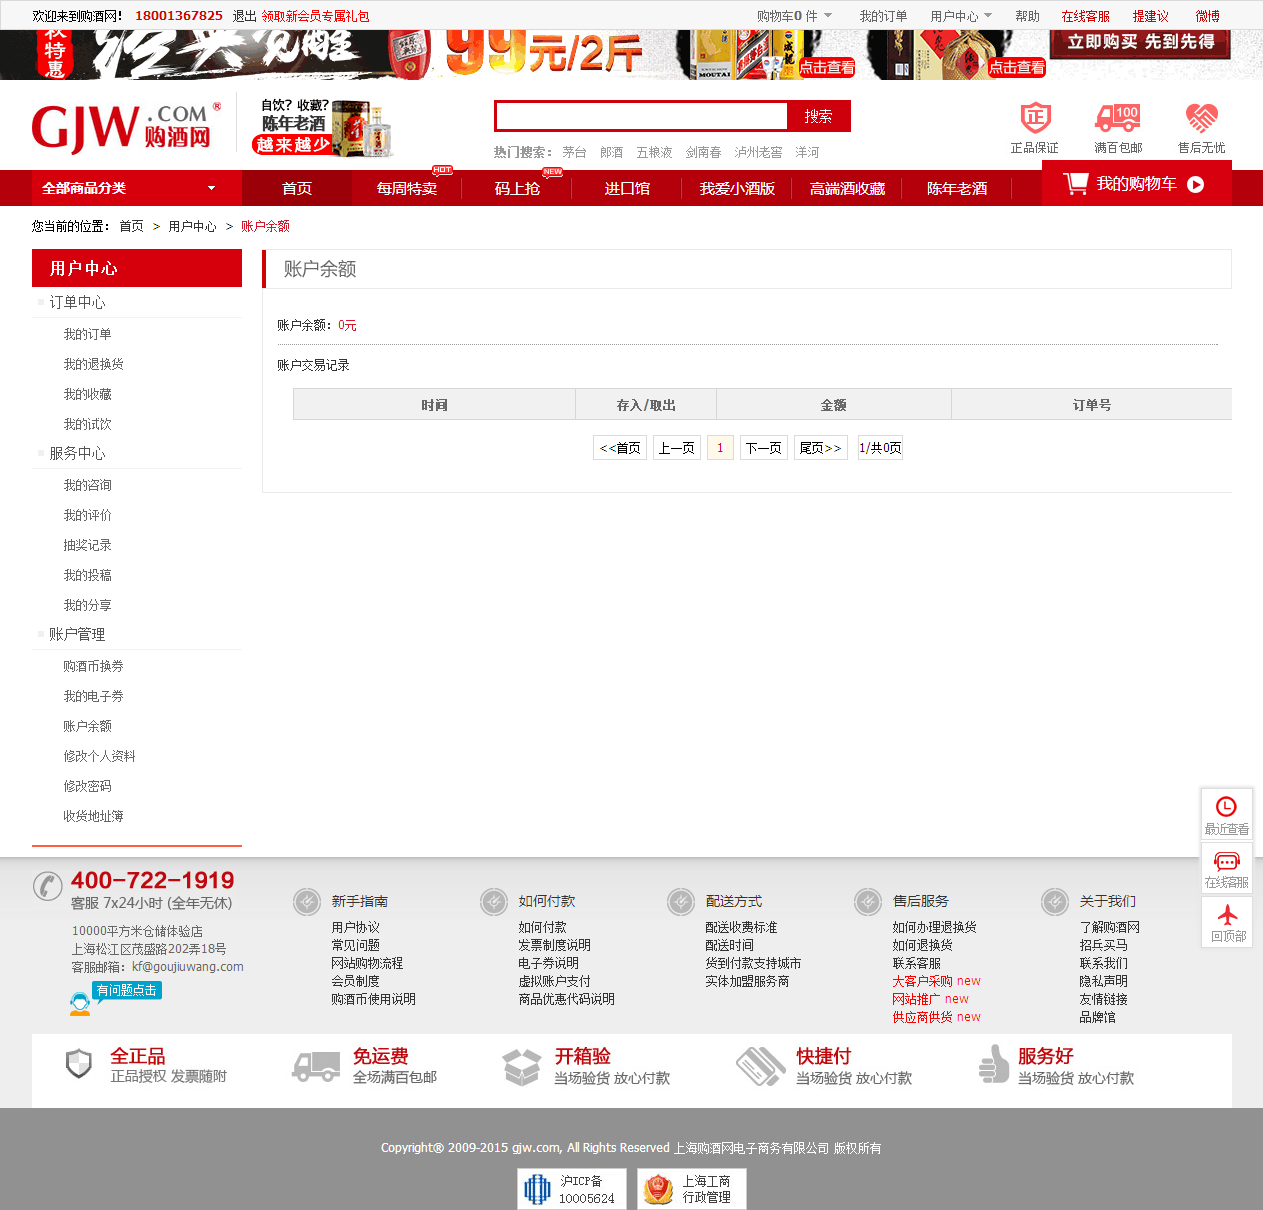 欢迎来到购酒网！ 18001367825 退出 领取新会员专属礼包 购物车0 件 我的订单 用户中心 帮助 在线客服 提建议 微博
秋特惠 经典觉醒 99元/2斤 MOUTAI 点击查看 点击查看 立即购买 先到先得
GJW.COM® 购酒网
自饮？收藏？
陈年老酒
越来越少
搜索
热门搜索： 茅台 郎酒 五粮液 剑南春 泸州老窖 洋河
正
100
正品保证 满百包邮 售后无忧
HOT NEW
全部商品分类 首页 每周特卖 码上抢 进口馆 我爱小酒版 高端酒收藏 陈年老酒 我的购物车
您当前的位置： 首页 > 用户中心 > 账户余额
用户中心
订单中心
我的订单
我的退换货
我的收藏
我的试饮
服务中心
我的咨询
我的评价
抽奖记录
我的投稿
我的分享
账户管理
购酒币换券
我的电子券
账户余额
修改个人资料
修改密码
收货地址簿
账户余额
账户余额：0元
账户交易记录
时间 存入/取出 金额 订单号
<<首页 上一页 1 下一页 尾页>> 1/共0页
最近查看
在线客服
回顶部
400-722-1919
客服 7x24小时 (全年无休)
10000平方米仓储体验店
上海松江区茂盛路202弄18号
客服邮箱：kf@goujiuwang.com
有问题点击
新手指南
用户协议
常见问题
网站购物流程
会员制度
购酒币使用说明
如何付款
如何付款
发票制度说明
电子券说明
虚拟账户支付
商品优惠代码说明
配送方式
配送收费标准
配送时间
货到付款支持城市
实体加盟服务商
售后服务
如何办理退换货
如何退换货
联系客服
大客户采购 new
网站推广 new
供应商供货 new
关于我们
了解购酒网
招兵买马
联系我们
隐私声明
友情链接
品牌馆
全正品
正品授权 发票随附
免运费
全场满百包邮
开箱验
当场验货 放心付款
快捷付
当场验货 放心付款
服务好
当场验货 放心付款
Copyright® 2009-2015 gjw.com, All Rights Reserved 上海购酒网电子商务有限公司 版权所有
沪ICP备
10005624
上海工商
行政管理